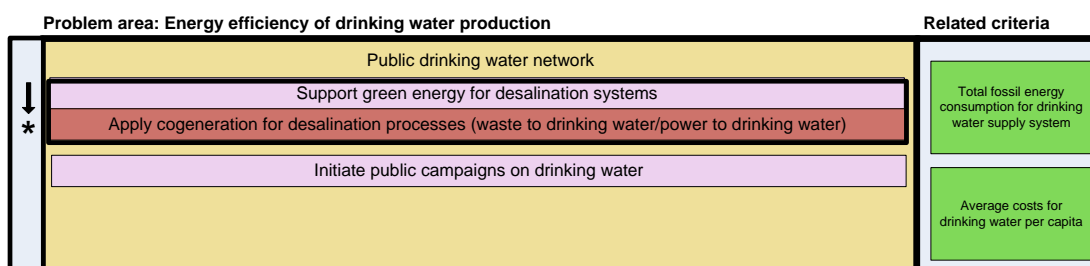 Problem area: Energy efficiency of drinking water production
Related criteria
Public drinking water network
Support green energy for desalination systems
*
Apply cogeneration for desalination processes (waste to drinking water/power to drinking water)
Initiate public campaigns on drinking water
Total fossil energy
consumption for drinking
water supply system
Average costs for
drinking water per capita